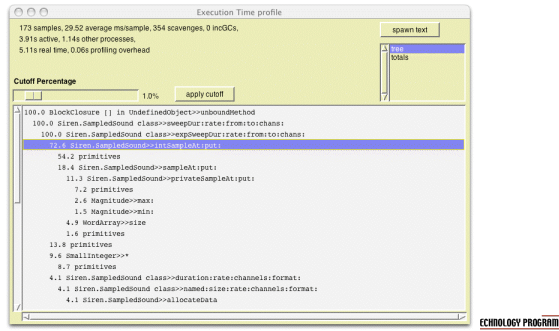 Execution Time profile
173 samples, 29.52 average ms/sample, 354 scavenges, 0 incGCs,
3.91s active, 1.14s other processes,
5.11s real time, 0.06s profiling overhead
spawn text
tree
totals
Cutoff Percentage
1.0%
apply cutoff
100.0 BlockClosure [] in UndefinedObject>>unboundMethod
100.0 Siren.SampledSound class>>sweepDur:rate:from:to:chans:
100.0 Siren.SampledSound class>>expSweepDur:rate:from:to:chans:
72.6 Siren.SampledSound>>intSampleAt:put:
54.2 primitives
18.4 Siren.SampledSound>>sampleAt:put:
11.3 Siren.SampledSound>>privateSampleAt:put:
7.2 primitives
2.6 Magnitude>>max:
1.5 Magnitude>>min:
4.9 WordArray>>size
1.6 primitives
13.8 primitives
9.6 SmallInteger>>*
8.7 primitives
4.1 Siren.SampledSound class>>duration:rate:channels:format:
4.1 Siren.SampledSound class>>named:size:rate:channels:format:
4.1 Siren.SampledSound>>allocateData
ECHNOLOGY PROGRAM